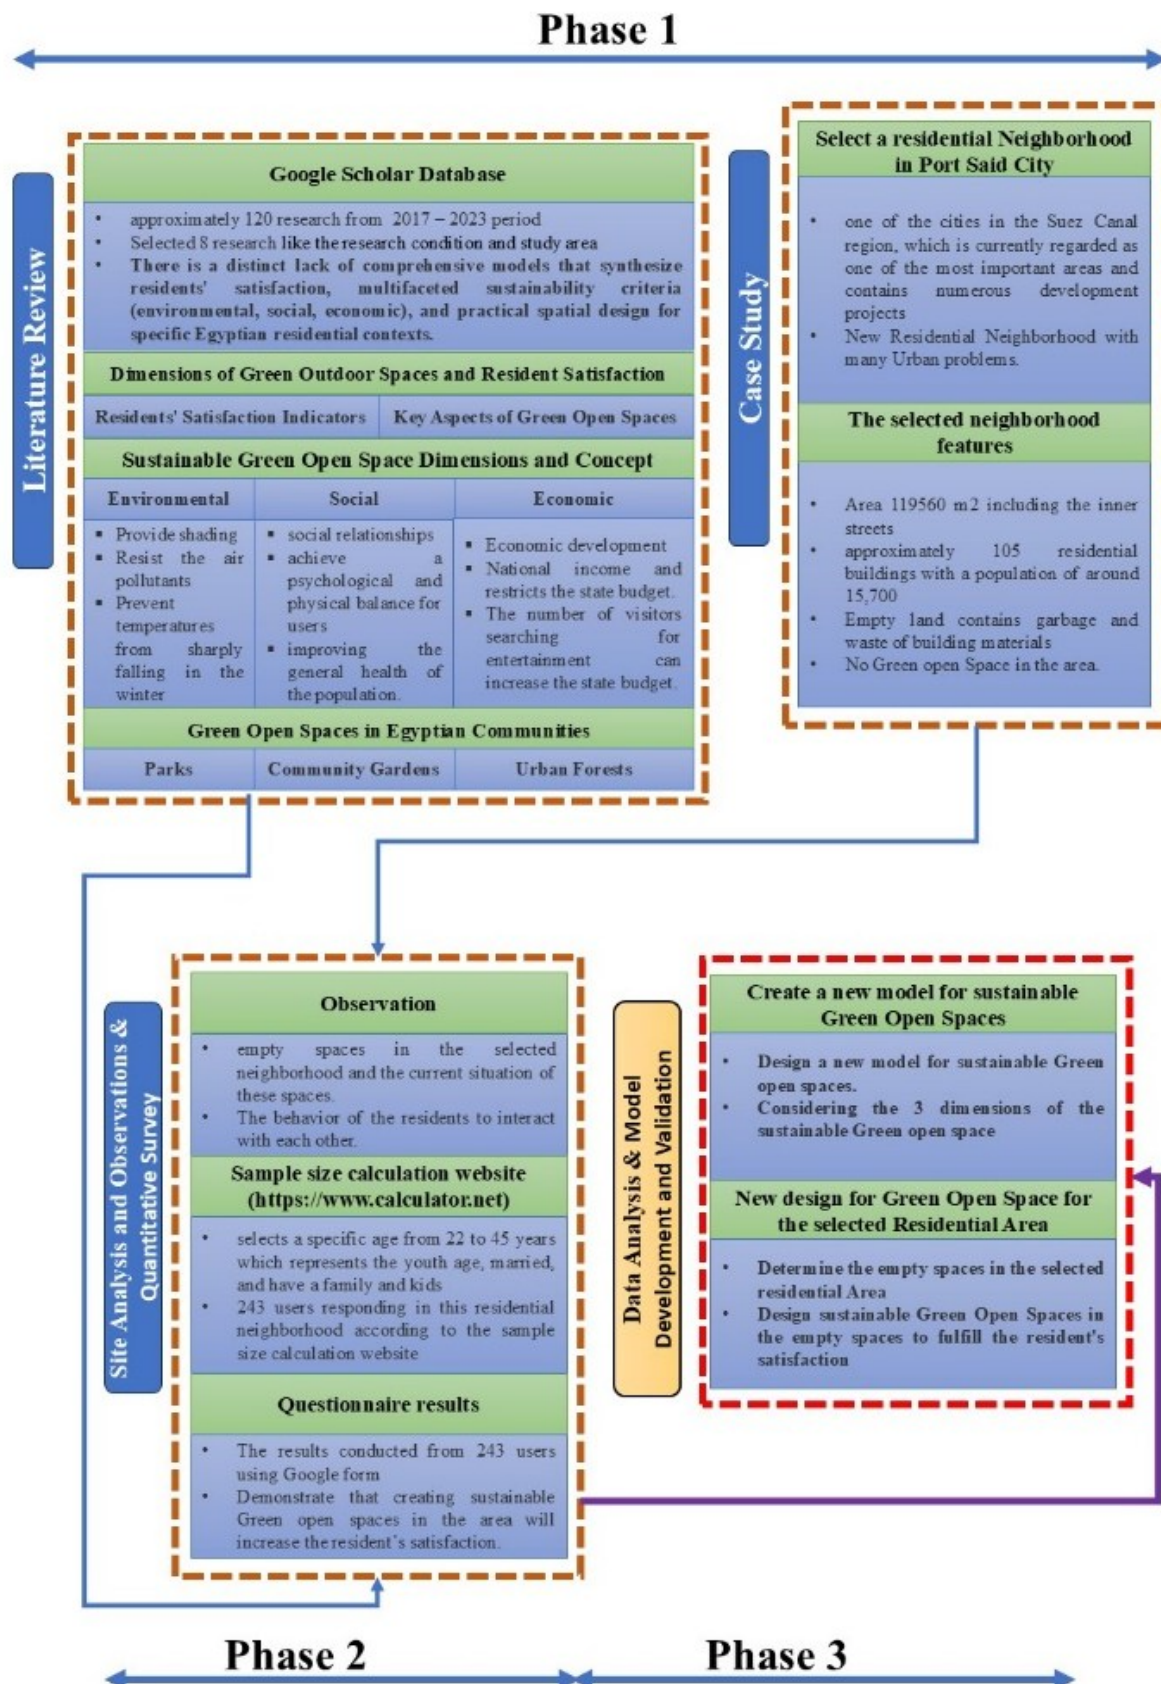 Phase 1
Literature Review
Google Scholar Database
• approximately 120 research from 2017 – 2023 period
• Selected 8 research like the research condition and study area
• There is a distinct lack of comprehensive models that synthesize
residents' satisfaction, multifaceted sustainability criteria
(environmental, social, economic), and practical spatial design for
specific Egyptian residential contexts.
Dimensions of Green Outdoor Spaces and Resident Satisfaction
Residents' Satisfaction Indicators
Key Aspects of Green Open Spaces
Sustainable Green Open Space Dimensions and Concept
Environmental
▪ Provide shading
▪ Resist the air
pollutants
▪ Prevent
temperatures
from sharply
falling in the
winter
Social
▪ social relationships
▪ achieve a
psychological and
physical balance for
users
▪ improving the
general health of
the population.
Economic
▪ Economic development
▪ National income and
restricts the state budget.
▪ The number of visitors
searching for
entertainment can
increase the state budget.
Green Open Spaces in Egyptian Communities
Parks
Community Gardens
Urban Forests
Case Study
Select a residential Neighborhood
in Port Said City
• one of the cities in the Suez Canal
region, which is currently regarded as
one of the most important areas and
contains numerous development
projects
• New Residential Neighborhood with
many Urban problems.
The selected neighborhood
features
• Area 119560 m2 including the inner
streets
• approximately 105 residential
buildings with a population of around
15,700
• Empty land contains garbage and
waste of building materials
• No Green open Space in the area.
Site Analysis and Observations &
Quantitative Survey
Observation
• empty spaces in the selected
neighborhood and the current situation of
these spaces.
• The behavior of the residents to interact
with each other.
Sample size calculation website
(https://www.calculator.net)
• selects a specific age from 22 to 45 years
which represents the youth age, married,
and have a family and kids
• 243 users responding in this residential
neighborhood according to the sample
size calculation website
Questionnaire results
• The results conducted from 243 users
using Google form
• Demonstrate that creating sustainable
Green open spaces in the area will
increase the resident's satisfaction.
Data Analysis & Model
Development and Validation
Create a new model for sustainable
Green Open Spaces
• Design a new model for sustainable Green
open spaces.
• Considering the 3 dimensions of the
sustainable Green open space
New design for Green Open Space for
the selected Residential Area
• Determine the empty spaces in the selected
residential Area
• Design sustainable Green Open Spaces in
the empty spaces to fulfill the resident's
satisfaction
Phase 2
Phase 3